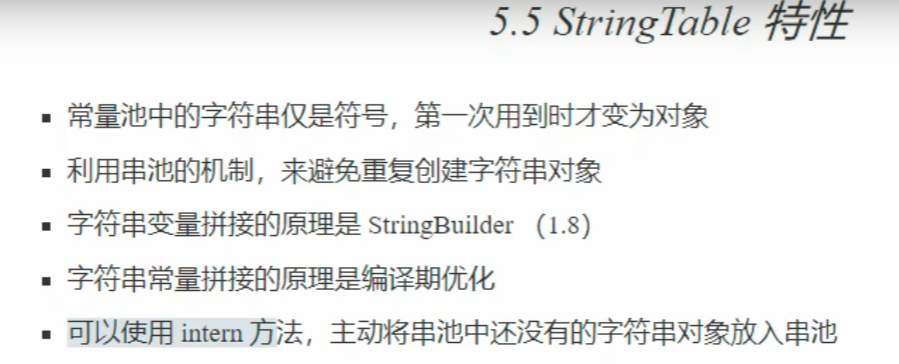 5.5 StringTable 特性
▪ 常量池中的字符串仅是符号，第一次用到时才变为对象
▪ 利用串池的机制，来避免重复创建字符串对象
▪ 字符串变量拼接的原理是 StringBuilder （1.8）
▪ 字符串常量拼接的原理是编译期优化
▪ 可以使用 intern 方法，主动将串池中还没有的字符串对象放入串池